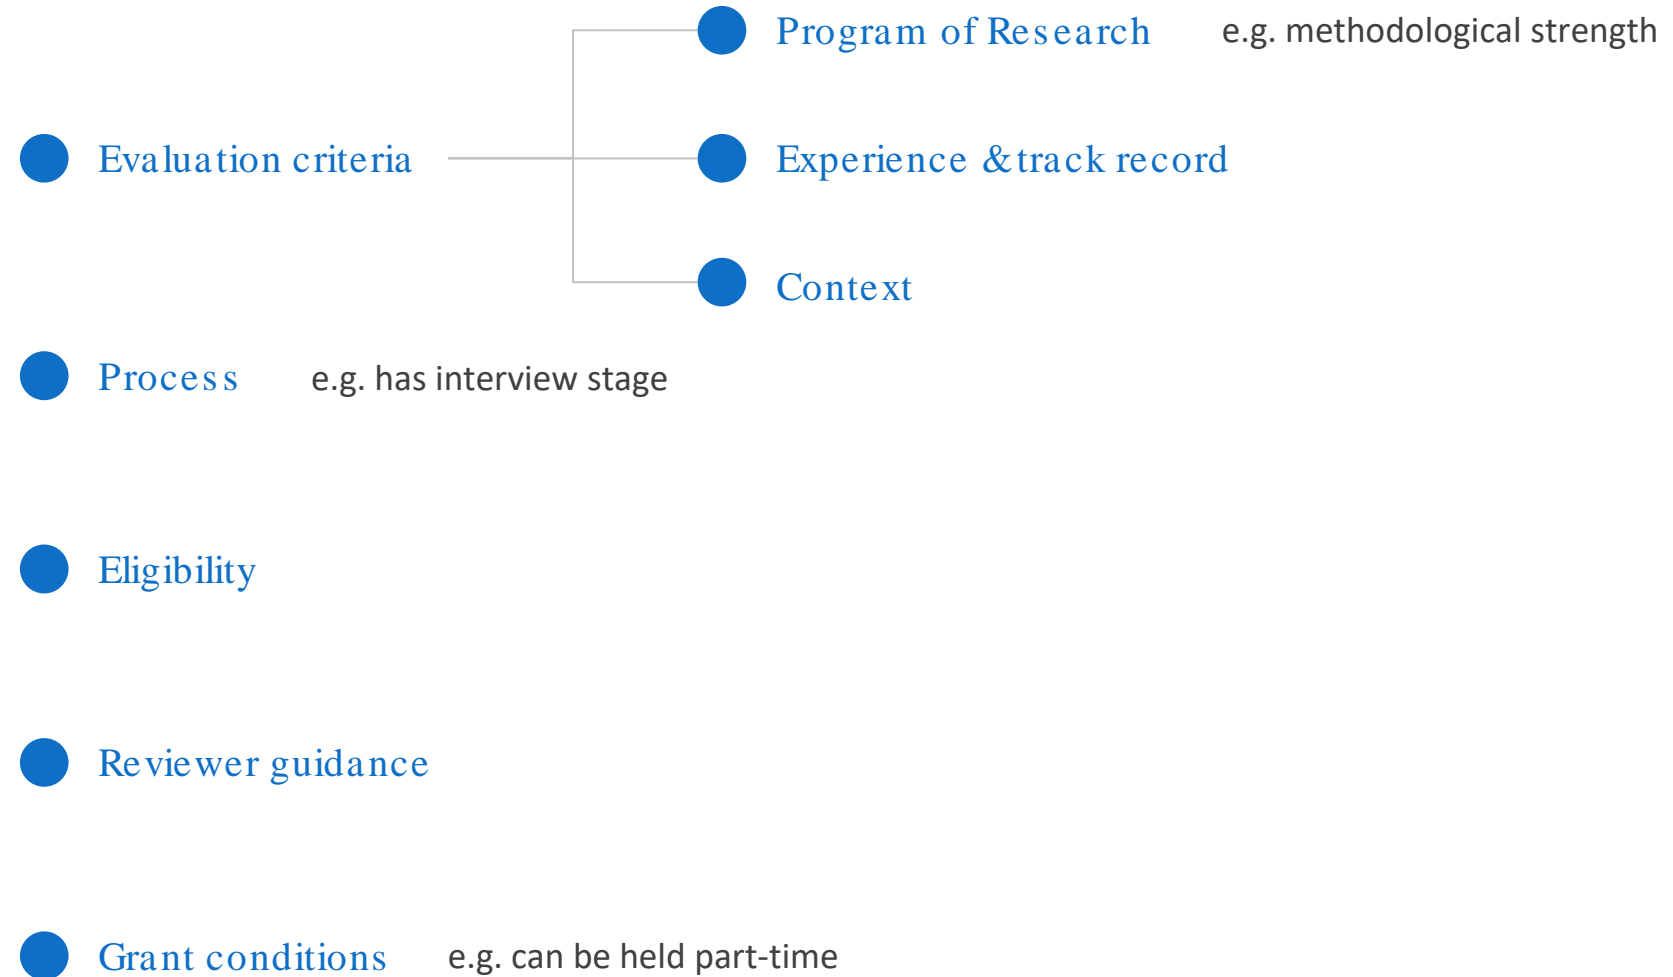 Program of Research e.g. methodological strength
Evaluation criteria
Experience & track record
Context
Process e.g. has interview stage
Eligibility
Reviewer guidance
Grant conditions e.g. can be held part-time